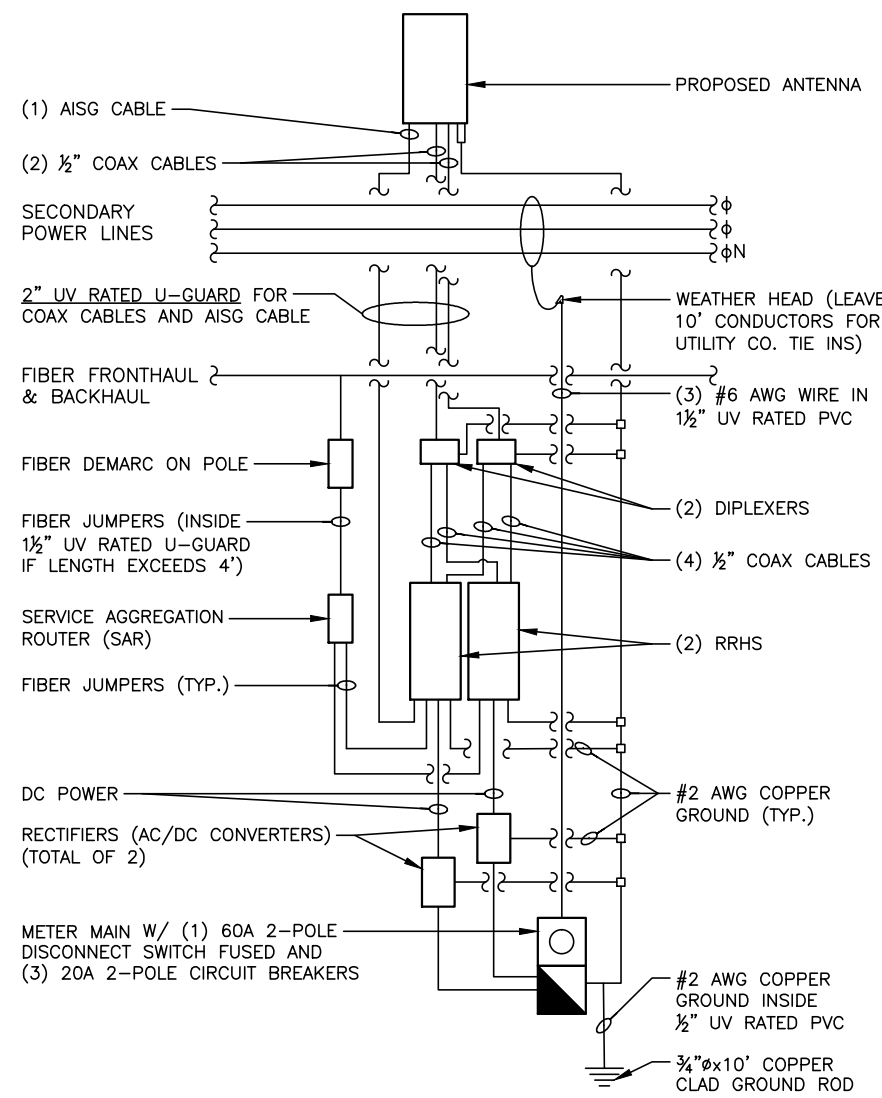 PROPOSED ANTENNA
(1) AISG CABLE
(2) ½" COAX CABLES
SECONDARY
POWER LINES
ϕ
ϕ
ϕN
2" UV RATED U-GUARD FOR
COAX CABLES AND AISG CABLE
WEATHER HEAD (LEAVE
10' CONDUCTORS FOR
UTILITY CO. TIE INS)
FIBER FRONTHAUL
& BACKHAUL
(3) #6 AWG WIRE IN
1½" UV RATED PVC
FIBER DEMARC ON POLE
(2) DIPLEXERS
FIBER JUMPERS (INSIDE
1½" UV RATED U-GUARD
IF LENGTH EXCEEDS 4')
(4) ½" COAX CABLES
SERVICE AGGREGATION
ROUTER (SAR)
(2) RRHS
FIBER JUMPERS (TYP.)
DC POWER
#2 AWG COPPER
GROUND (TYP.)
RECTIFIERS (AC/DC CONVERTERS)
(TOTAL OF 2)
METER MAIN W/ (1) 60A 2-POLE
DISCONNECT SWITCH FUSED AND
(3) 20A 2-POLE CIRCUIT BREAKERS
#2 AWG COPPER
GROUND INSIDE
½" UV RATED PVC
¾"øx10' COPPER
CLAD GROUND ROD